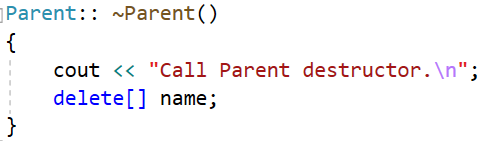 Parent:: ~Parent()
{
    cout << "Call Parent destructor.\n";
    delete[] name;
}